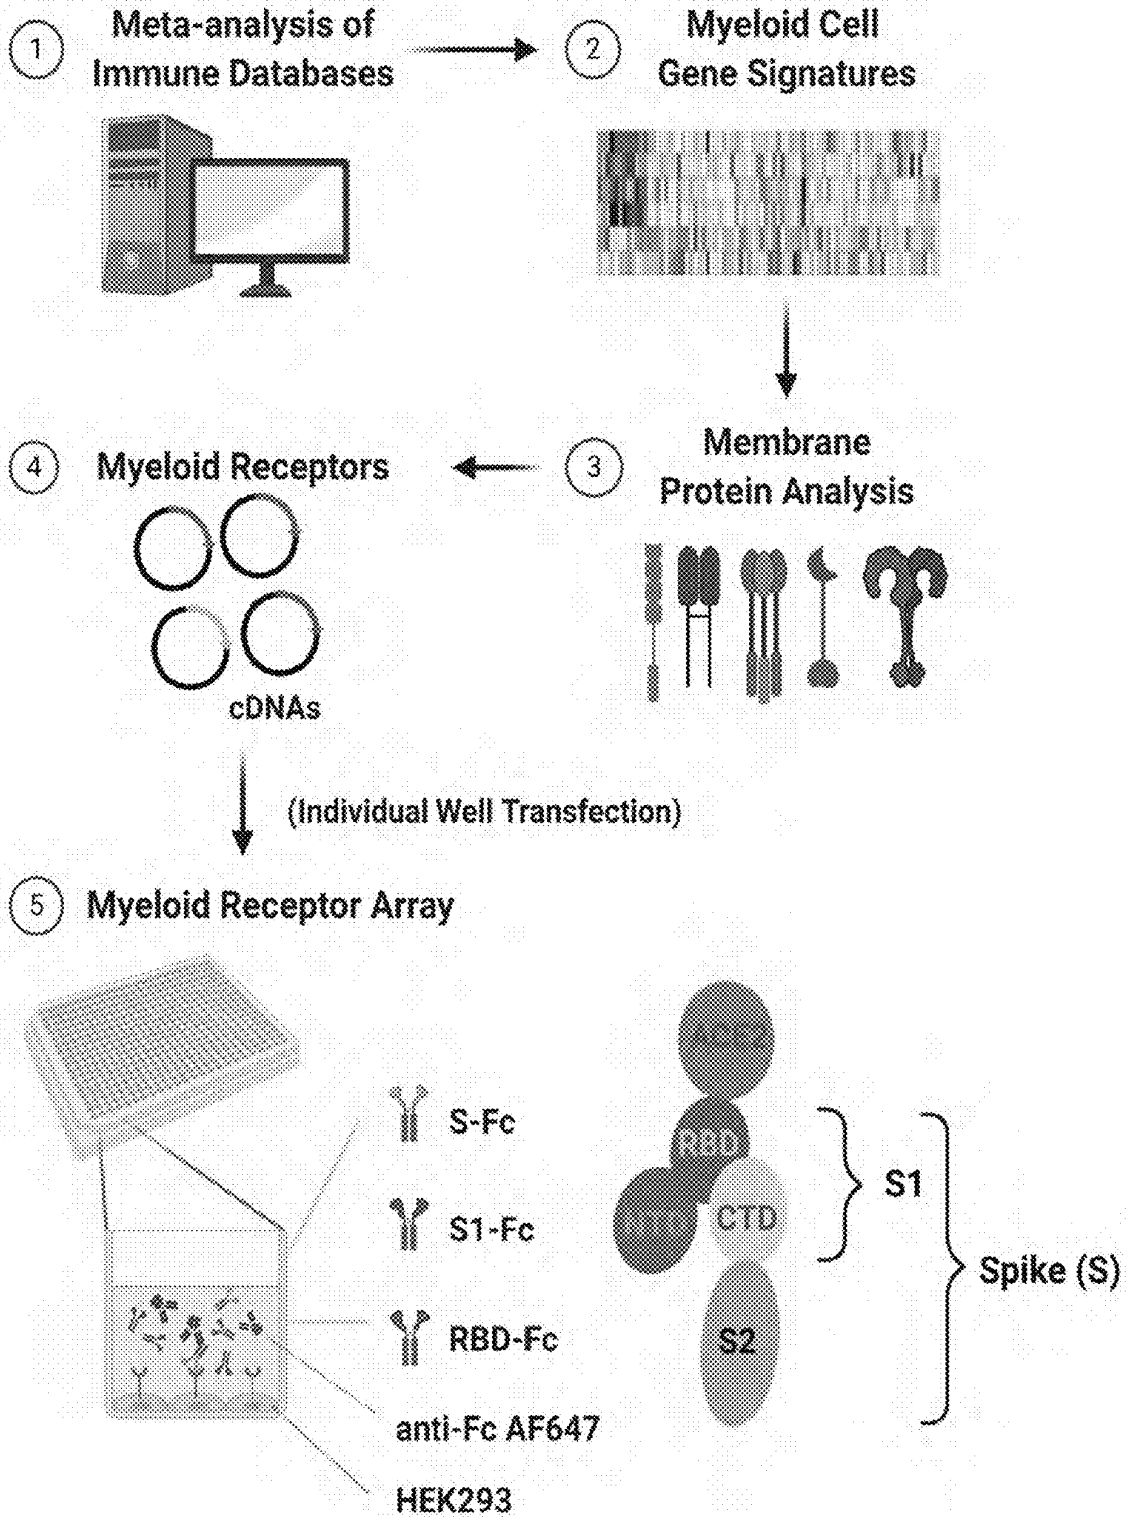 1
Meta-analysis of
Immune Databases
2
Myeloid Cell
Gene Signatures
3
Membrane
Protein Analysis
4
Myeloid Receptors
cDNAs
(Individual Well Transfection)
5
Myeloid Receptor Array
S-Fc
S1-Fc
RBD-Fc
anti-Fc AF647
HEK293
RBD
CTD
S2
S1
Spike (S)